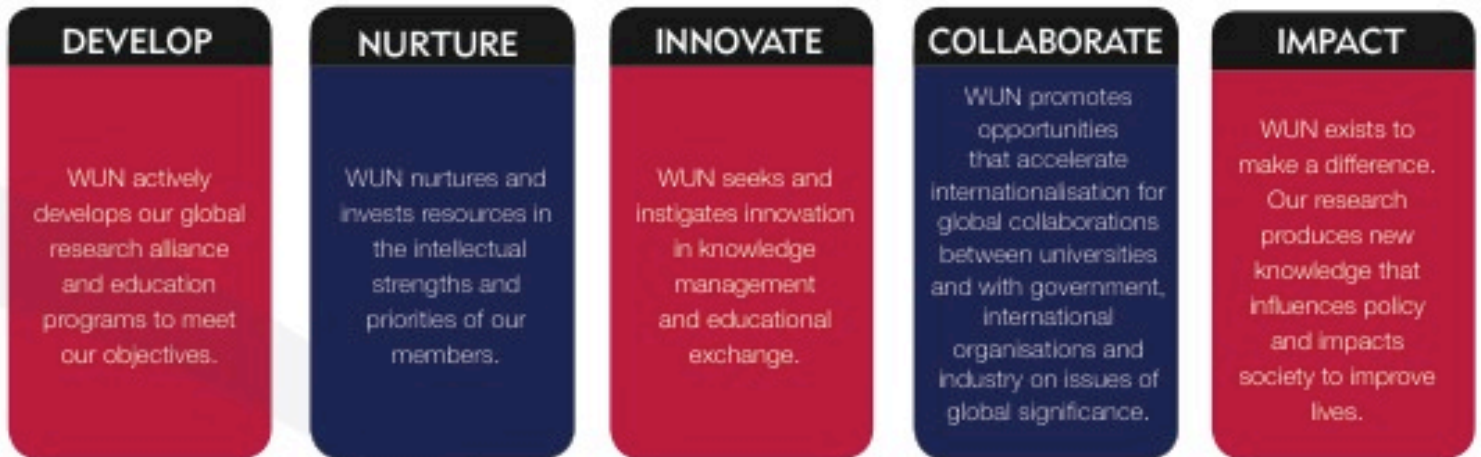 DEVELOP
WUN actively
develops our global
research alliance
and education
programs to meet
our objectives.
NURTURE
WUN nurtures and
invests resources in
the intellectual
strengths and
priorities of our
members.
INNOVATE
WUN seeks and
instigates innovation
in knowledge
management
and educational
exchange.
COLLABORATE
WUN promotes
opportunities
that accelerate
internationalisation for
global collaborations
between universities
and with government,
international
organisations and
industry on issues of
global significance.
IMPACT
WUN exists to
make a difference.
Our research
produces new
knowledge that
influences policy
and impacts
society to improve
lives.